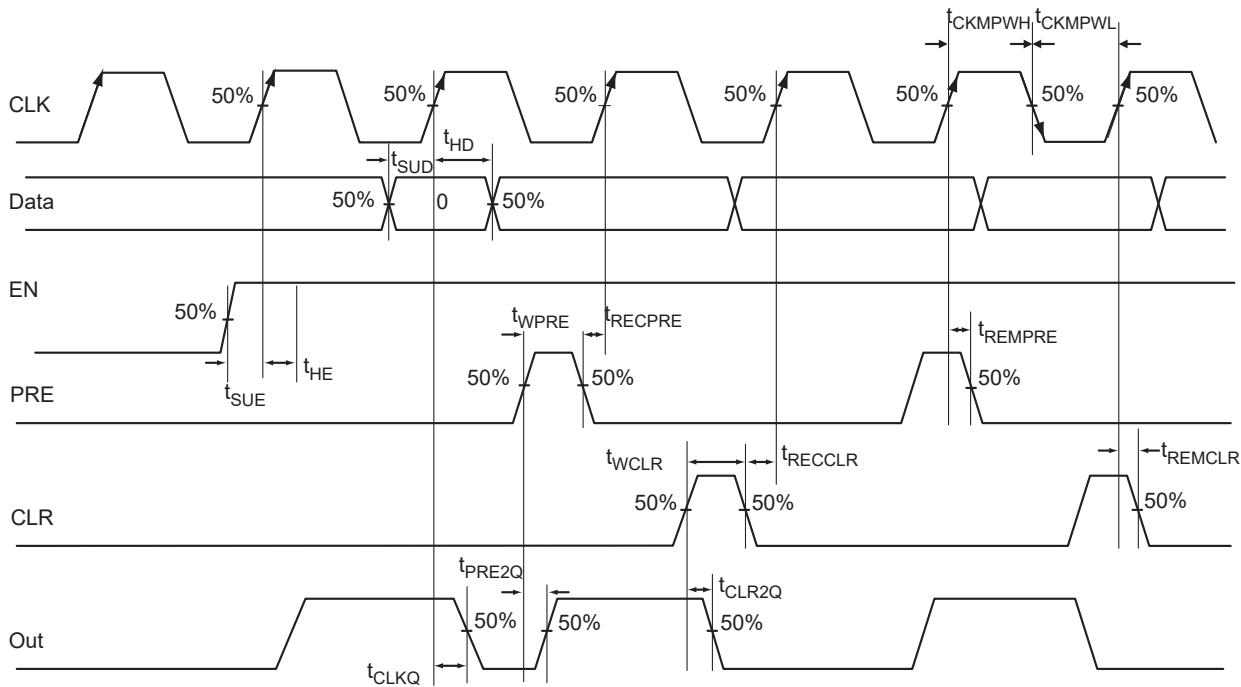 tCKMPWH tCKMPWL
CLK
50%
50%
50%
50%
50%
50%
50%
tSUD
tHD
Data
50%
0
50%
EN
50%
tSUE
tHE
tWPRE
tRECPRE
tREMPRE
PRE
50%
50%
50%
tWCLR
tRECCLR
tREMCLR
CLR
50%
50%
50%
tPRE2Q
tCLR2Q
Out
50%
50%
50%
tCLKQ